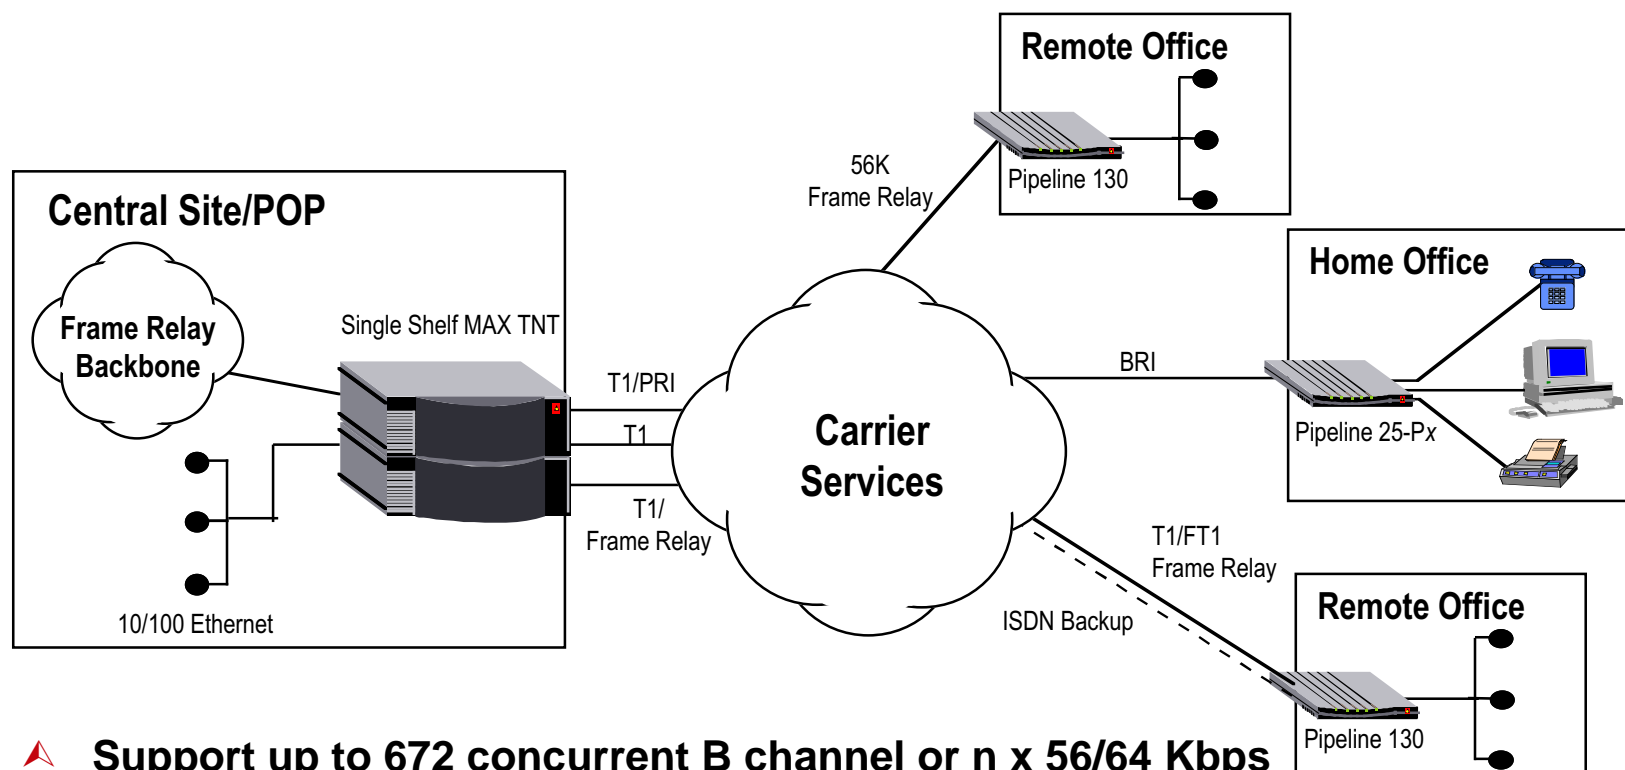 Remote Office
Pipeline 130
56K
Frame Relay
Central Site/POP
Frame Relay
Backbone
Single Shelf MAX TNT
10/100 Ethernet
T1/PRI
T1
T1/
Frame Relay
Carrier
Services
BRI
Home Office
Pipeline 25-Px
T1/FT1
Frame Relay
ISDN Backup
Remote Office
Pipeline 130
Support up to 672 concurrent B channel or n x 56/64 Kbps